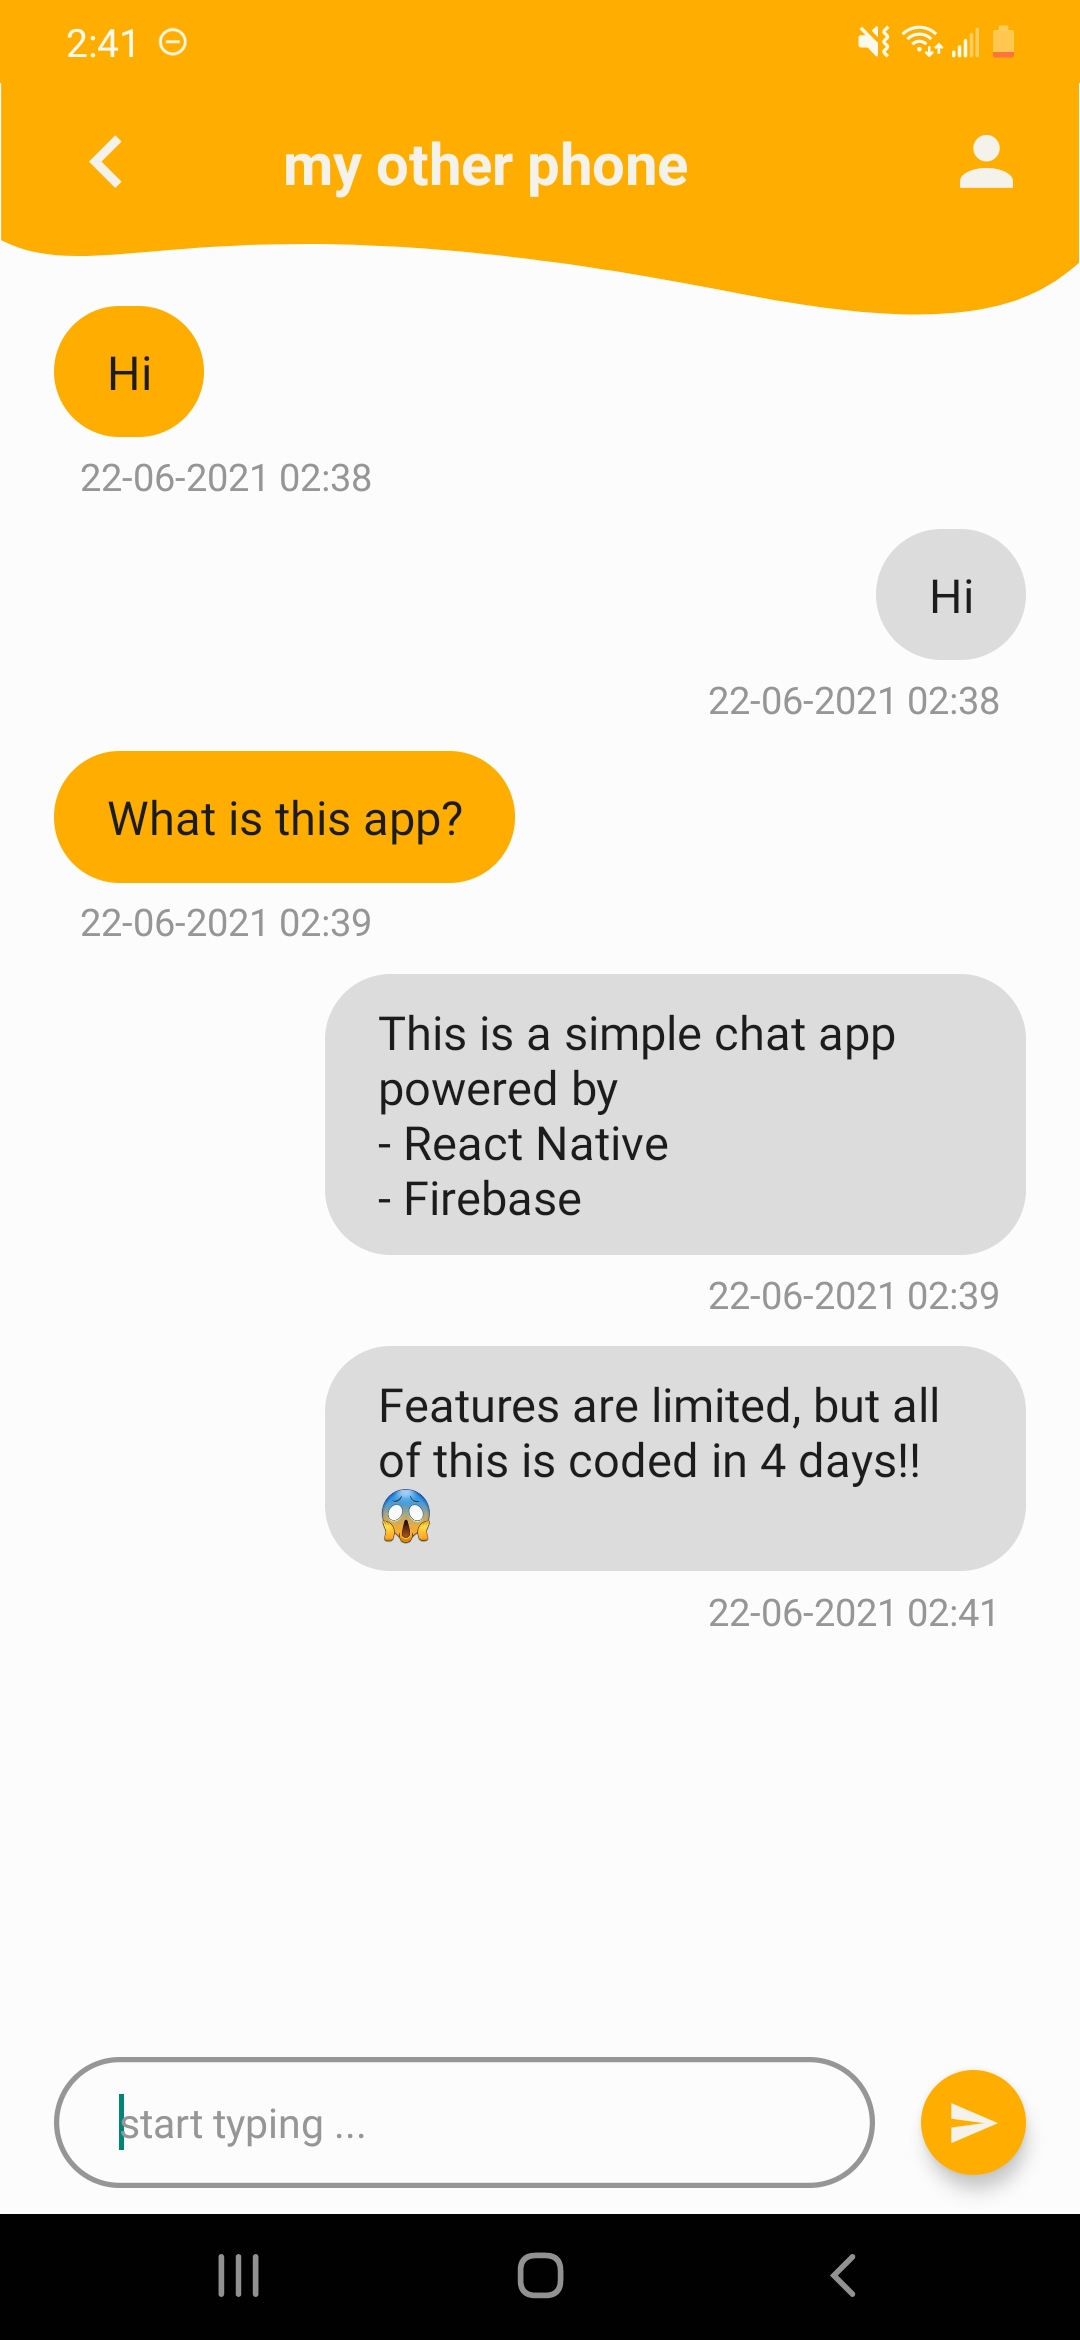 2:41
my other phone
Hi
22-06-2021 02:38
Hi
22-06-2021 02:38
What is this app?
22-06-2021 02:39
This is a simple chat app
powered by
- React Native
- Firebase
22-06-2021 02:39
Features are limited, but all
of this is coded in 4 days!!
😱
22-06-2021 02:41
start typing ...